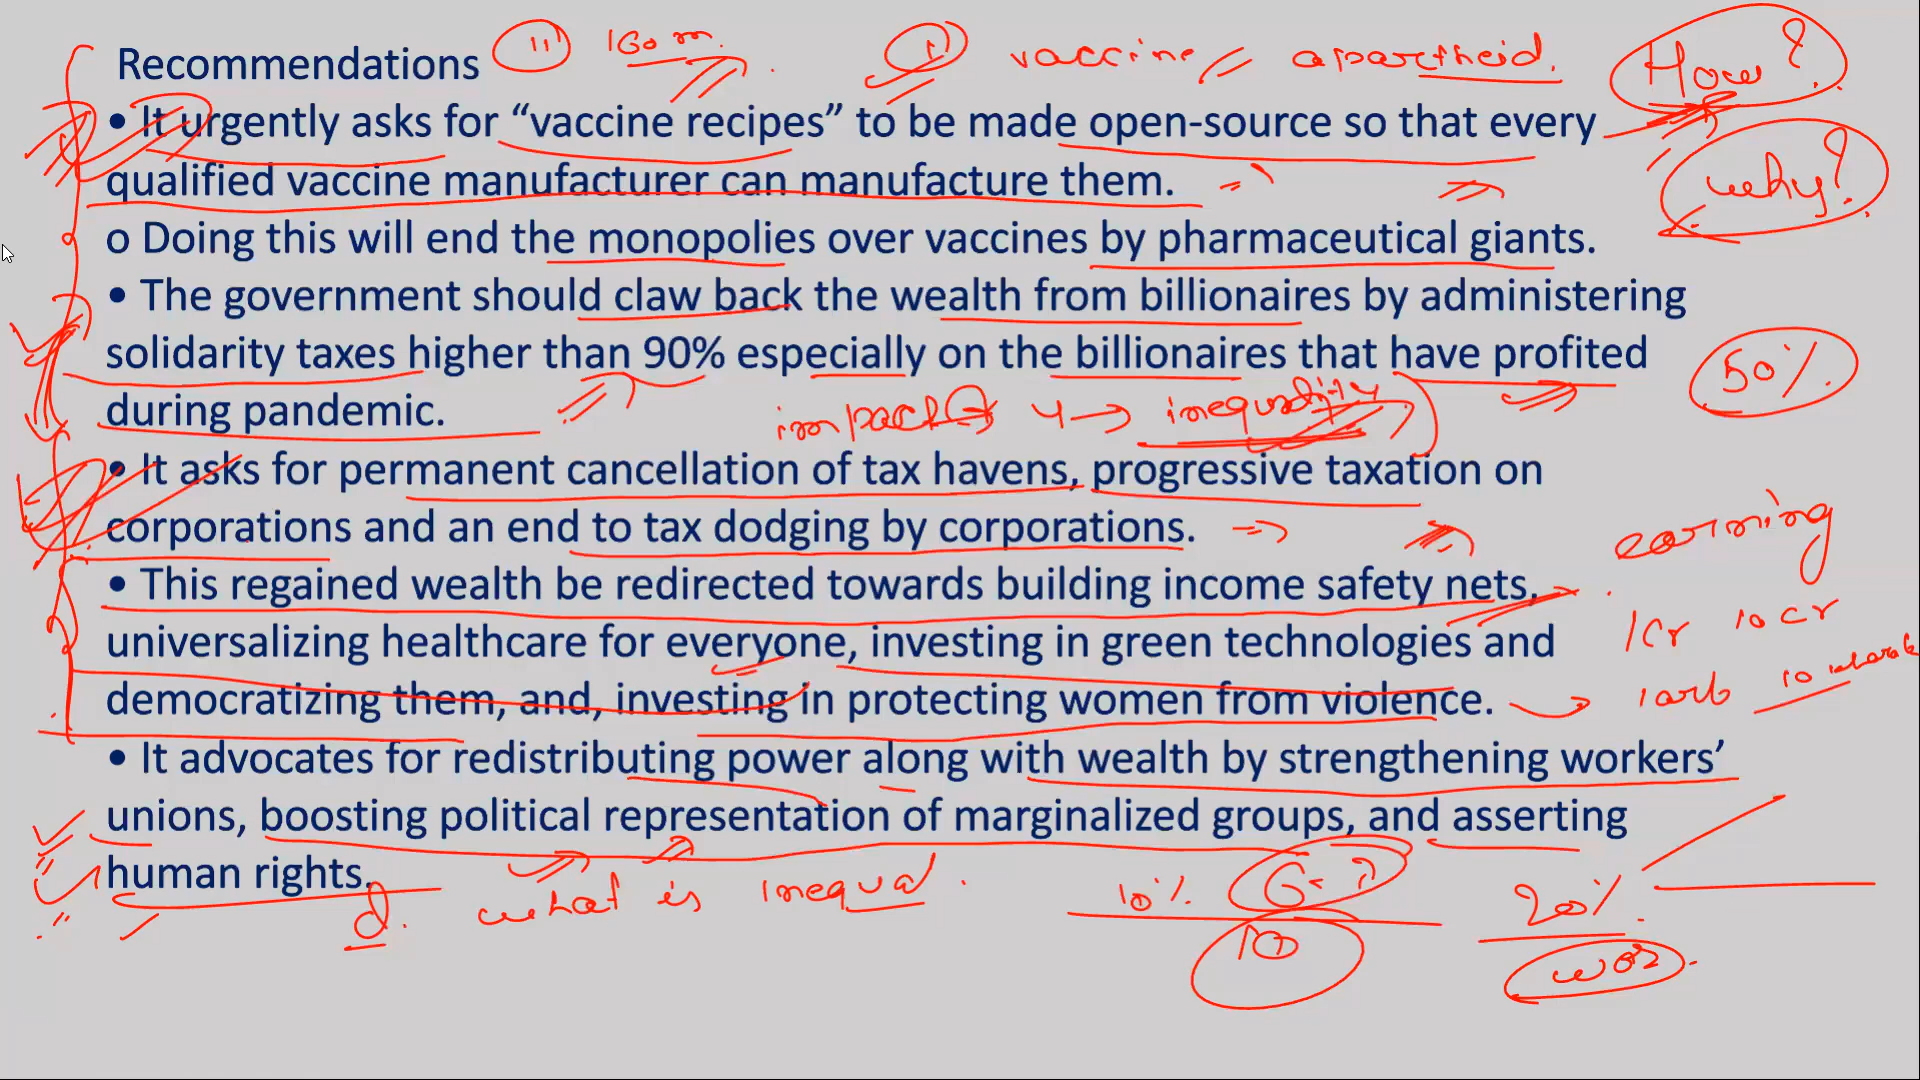 Recommendations ii) 160 m. i) vaccine apartheid. How?
• It urgently asks for “vaccine recipes” to be made open-source so that every
qualified vaccine manufacturer can manufacture them. why?
o Doing this will end the monopolies over vaccines by pharmaceutical giants.
• The government should claw back the wealth from billionaires by administering
solidarity taxes higher than 90% especially on the billionaires that have profited 50%.
during pandemic. impact 4 → inequality
• It asks for permanent cancellation of tax havens, progressive taxation on
corporations and an end to tax dodging by corporations. earning
• This regained wealth be redirected towards building income safety nets,
universalizing healthcare for everyone, investing in green technologies and 1Cr 10 Cr
democratizing them, and, investing in protecting women from violence. 1arb 10
• It advocates for redistributing power along with wealth by strengthening workers’
unions, boosting political representation of marginalized groups, and asserting
human rights. what is inequal. 10%. 20%.
d.